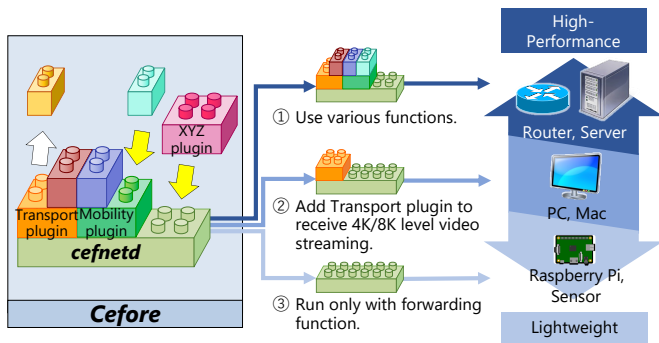 XYZ
plugin
Transport
plugin
Mobility
plugin
cefnetd
Cefore
① Use various functions.
② Add Transport plugin to
receive 4K/8K level video
streaming.
③ Run only with forwarding
function.
High-
Performance
Router, Server
PC, Mac
Raspberry Pi,
Sensor
Lightweight